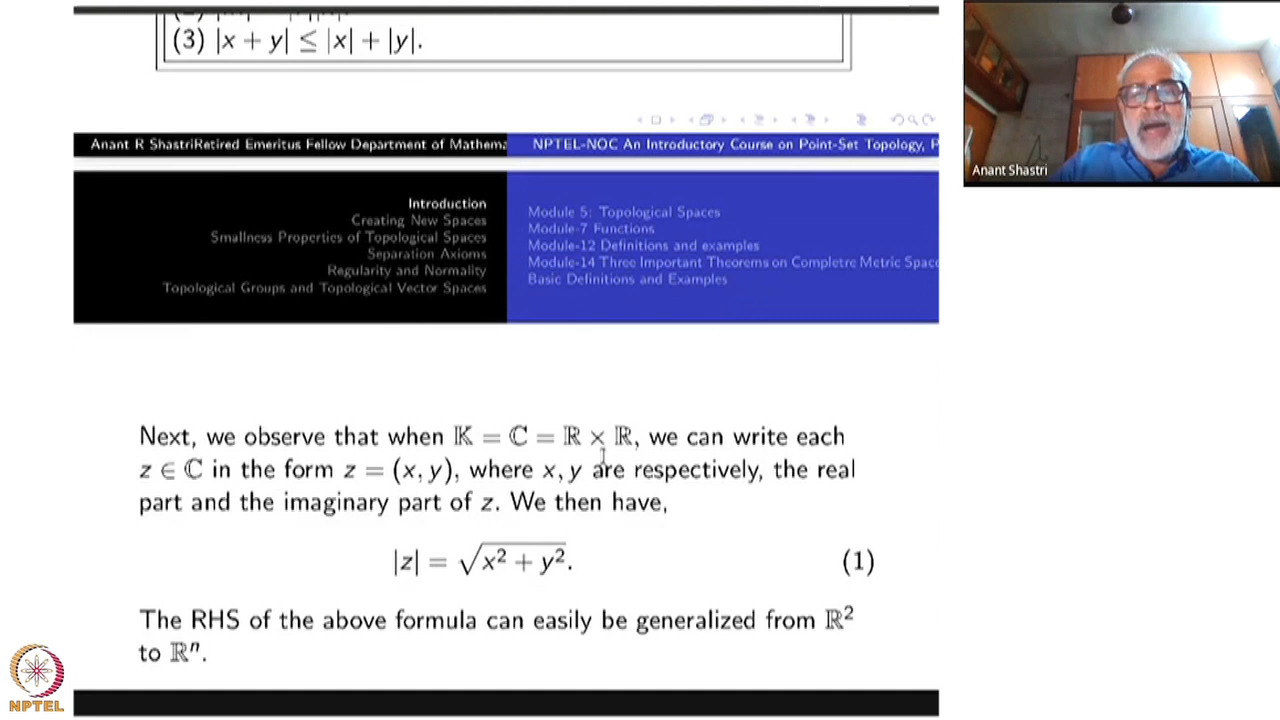 (3) |x + y| ≤ |x| + |y|.
Anant R ShastriRetired Emeritus Fellow Department of Mathema
NPTEL-NOC An Introductory Course on Point-Set Topology, P
Introduction
Creating New Spaces
Smallness Properties of Topological Spaces
Separation Axioms
Regularity and Normality
Topological Groups and Topological Vector Spaces
Module 5: Topological Spaces
Module-7 Functions
Module-12 Definitions and examples
Module-14 Three Important Theorems on Completre Metric Space
Basic Definitions and Examples
Next, we observe that when 𝕂 = ℂ = ℝ × ℝ, we can write each
z ∈ ℂ in the form z = (x, y), where x, y are respectively, the real
part and the imaginary part of z. We then have,
|z| = √(x² + y²). (1)
The RHS of the above formula can easily be generalized from ℝ²
to ℝⁿ.
Anant Shastri
NPTEL